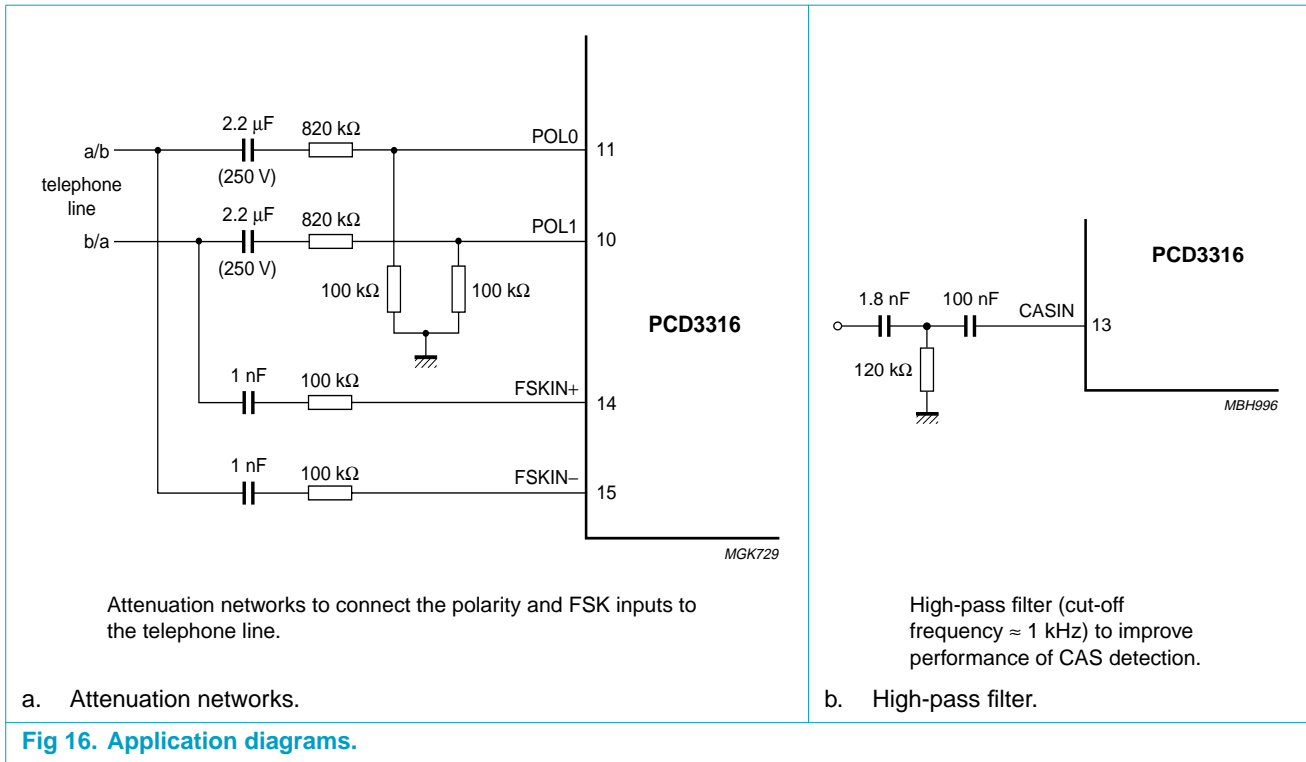 a/b
telephone
line
b/a
2.2 μF
(250 V)
820 kΩ
POL0
11
2.2 μF
(250 V)
820 kΩ
POL1
10
100 kΩ
100 kΩ
PCD3316
1 nF
100 kΩ
FSKIN+
14
1 nF
100 kΩ
FSKIN−
15
MGK729
Attenuation networks to connect the polarity and FSK inputs to
the telephone line.
a. Attenuation networks.
PCD3316
1.8 nF
100 nF
CASIN
13
120 kΩ
MBH996
High-pass filter (cut-off
frequency ≈ 1 kHz) to improve
performance of CAS detection.
b. High-pass filter.
Fig 16. Application diagrams.